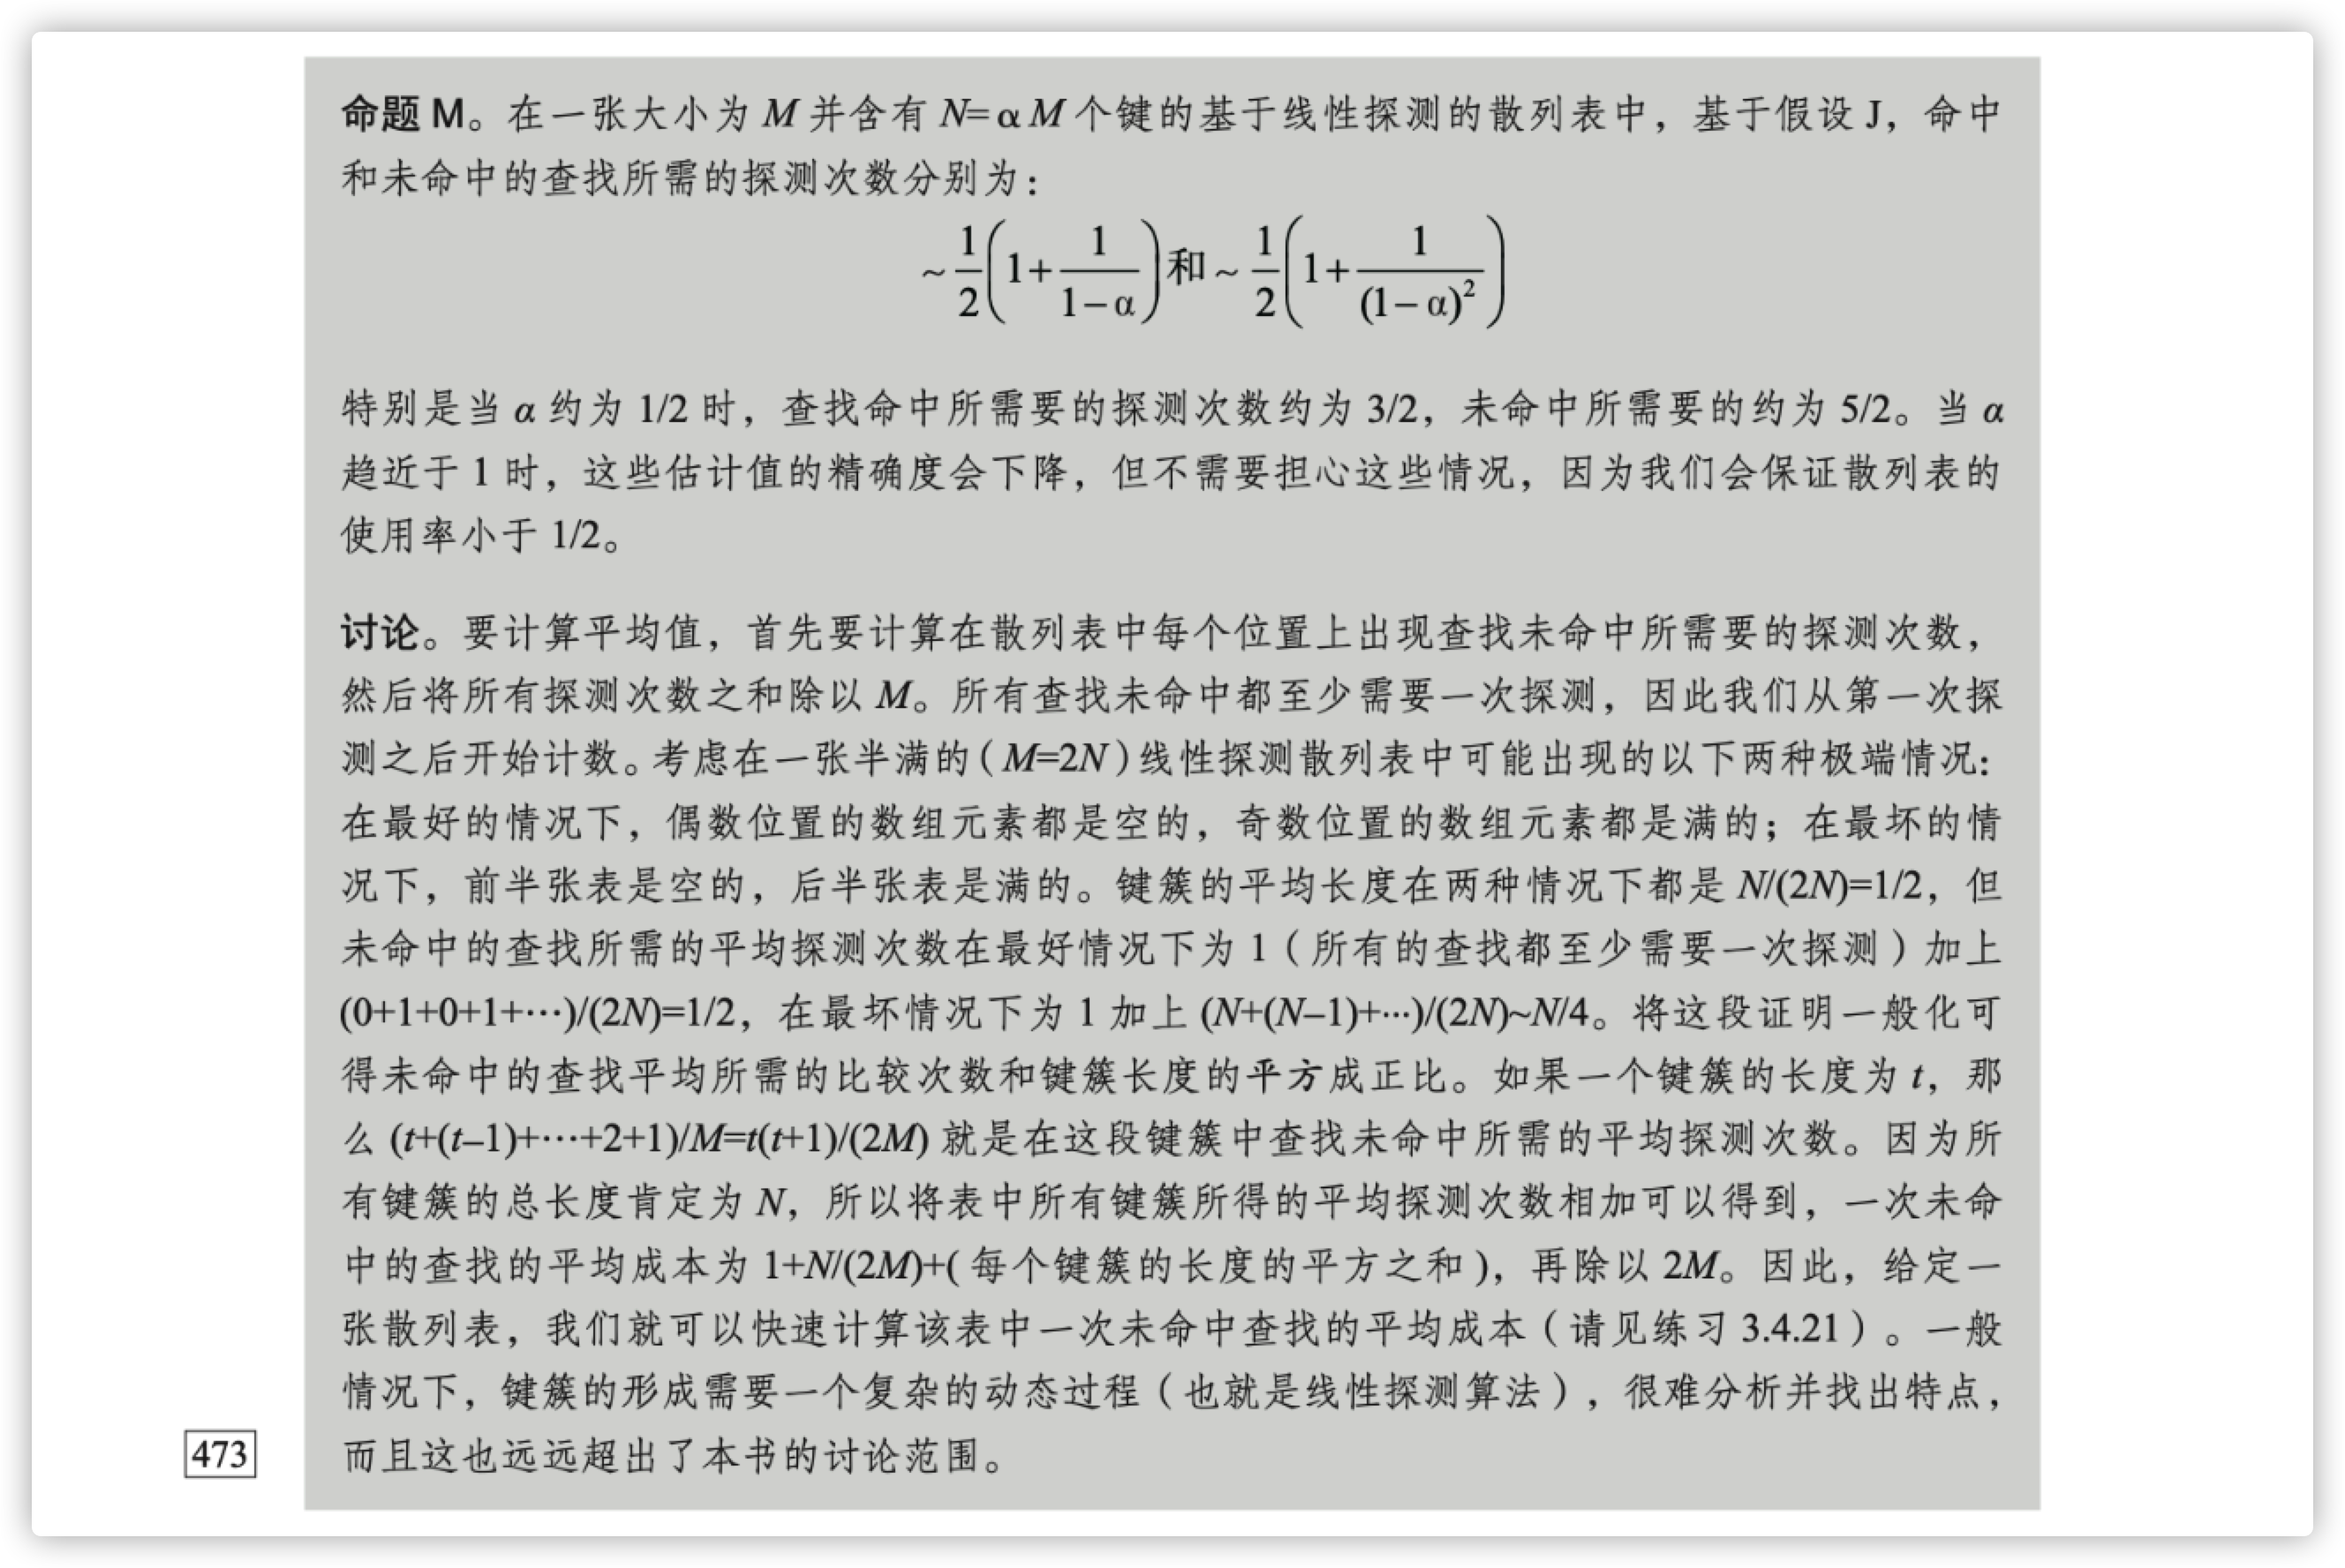 命题 M。在一张大小为 M 并含有 N=αM 个键的基于线性探测的散列表中，基于假设 J，命中
和未命中的查找所需的探测次数分别为：
~1/2(1+1/(1-α))和~1/2(1+1/(1-α)²)
特别是当 α 约为 1/2 时，查找命中所需要的探测次数约为 3/2，未命中所需要的约为 5/2。当 α
趋近于 1 时，这些估计值的精确度会下降，但不需要担心这些情况，因为我们会保证散列表的
使用率小于 1/2。
讨论。要计算平均值，首先要计算在散列表中每个位置上出现查找未命中所需要的探测次数，
然后将所有探测次数之和除以 M。所有查找未命中都至少需要一次探测，因此我们从第一次探
测之后开始计数。考虑在一张半满的（M=2N）线性探测散列表中可能出现的以下两种极端情况：
在最好的情况下，偶数位置的数组元素都是空的，奇数位置的数组元素都是满的；在最坏的情
况下，前半张表是空的，后半张表是满的。键簇的平均长度在两种情况下都是 N/(2N)=1/2，但
未命中的查找所需的平均探测次数在最好情况下为 1（所有的查找都至少需要一次探测）加上
(0+1+0+1+…)/(2N)=1/2，在最坏情况下为 1 加上 (N+(N–1)+…)/(2N)~N/4。将这段证明一般化可
得未命中的查找平均所需的比较次数和键簇长度的平方成正比。如果一个键簇的长度为 t，那
么 (t+(t–1)+…+2+1)/M=t(t+1)/(2M) 就是在这段键簇中查找未命中所需的平均探测次数。因为所
有键簇的总长度肯定为 N，所以将表中所有键簇所得的平均探测次数相加可以得到，一次未命
中的查找的平均成本为 1+N/(2M)+(每个键簇的长度的平方之和)，再除以 2M。因此，给定一
张散列表，我们就可以快速计算该表中一次未命中查找的平均成本（请见练习 3.4.21）。一般
情况下，键簇的形成需要一个复杂的动态过程（也就是线性探测算法），很难分析并找出特点，
而且这也远远超出了本书的讨论范围。
473